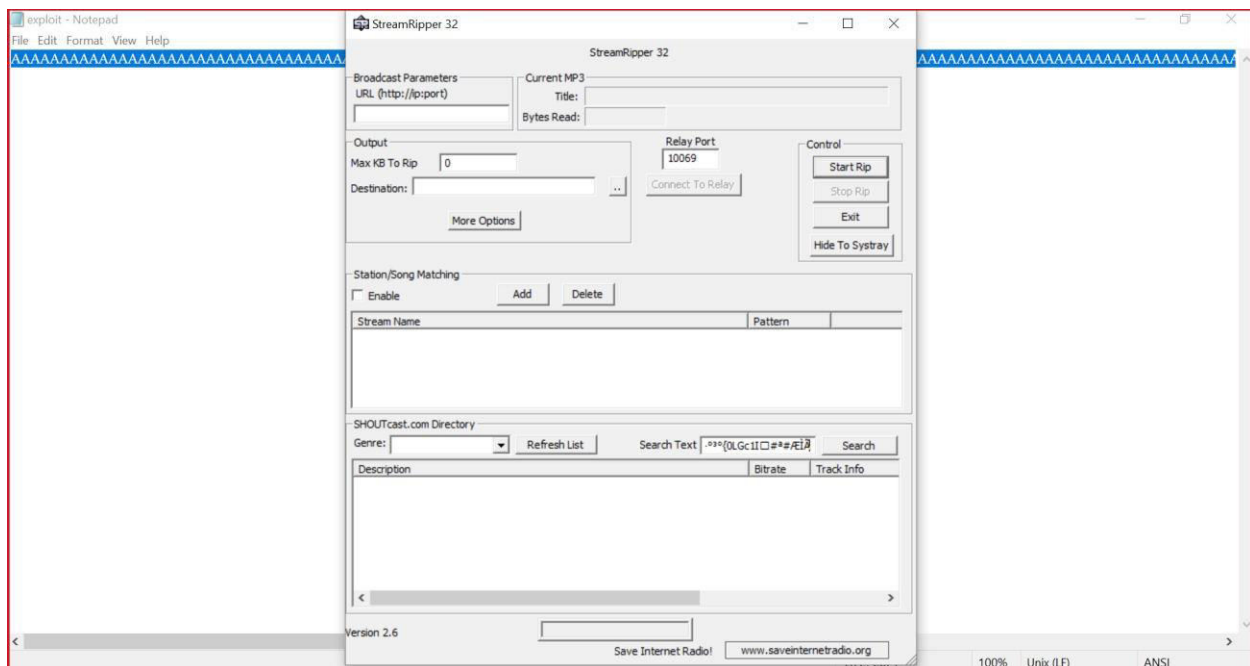 exploit - Notepad
File Edit Format View Help
StreamRipper 32
StreamRipper 32
Broadcast Parameters
URL (http://ip:port)
Current MP3
Title:
Bytes Read:
Output
Max KB To Rip 0
Destination: ..
More Options
Relay Port
10069
Connect To Relay
Control
Start Rip
Stop Rip
Exit
Hide To Systray
Station/Song Matching
Enable Add Delete
Stream Name Pattern
SHOUTcast.com Directory
Genre: Refresh List Search Text Search
Description Bitrate Track Info
Version 2.6
Save Internet Radio! www.saveinternetradio.org
100% Unix (LF) ANSI